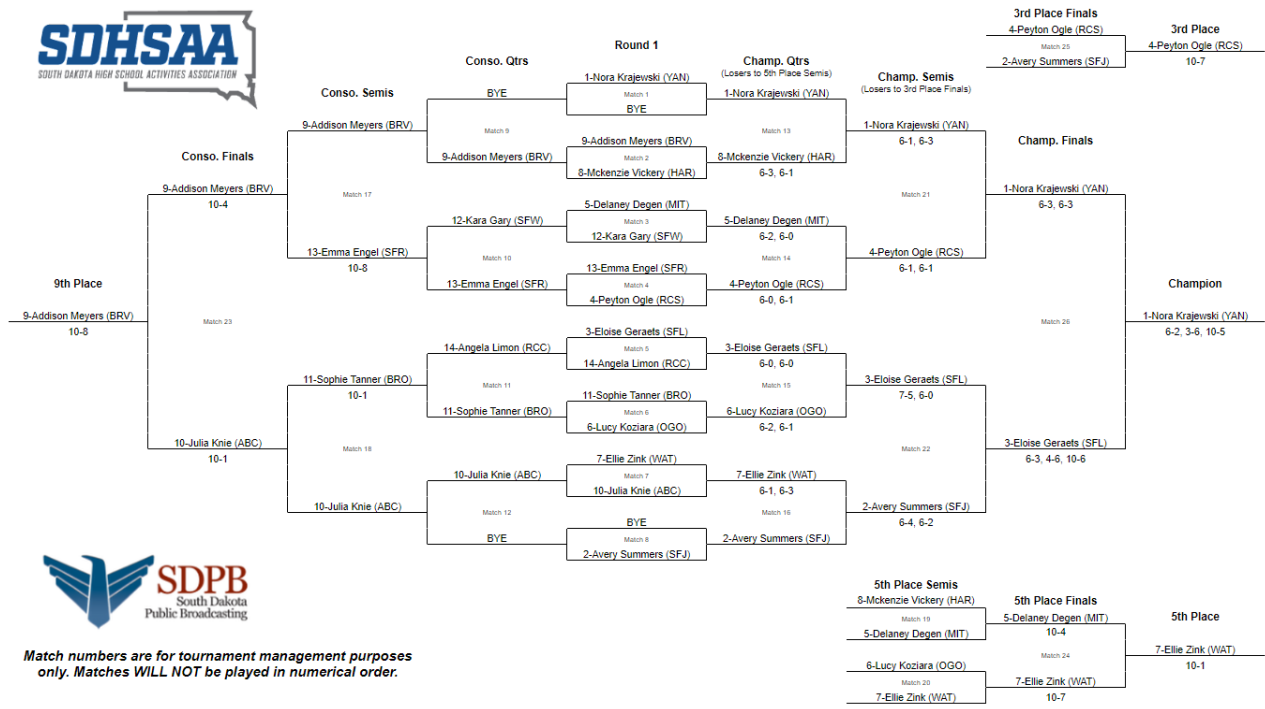 SDHSAA
SOUTH DAKOTA HIGH SCHOOL ACTIVITIES ASSOCIATION
Conso. Finals
Conso. Semis
Conso. Qtrs
Round 1
Champ. Qtrs
(Losers to 5th Place Semis)
Champ. Semis
(Losers to 3rd Place Finals)
Champ. Finals
3rd Place Finals
4-Peyton Ogle (RCS)
Match 25
2-Avery Summers (SFJ)
3rd Place
4-Peyton Ogle (RCS)
10-7
9th Place
9-Addison Meyers (BRV)
10-8
9-Addison Meyers (BRV)
10-4
Match 23
10-Julia Knie (ABC)
10-1
9-Addison Meyers (BRV)
Match 17
13-Emma Engel (SFR)
10-8
11-Sophie Tanner (BRO)
10-1
Match 18
10-Julia Knie (ABC)
BYE
Match 9
9-Addison Meyers (BRV)
12-Kara Gary (SFW)
Match 10
13-Emma Engel (SFR)
14-Angela Limon (RCC)
Match 11
11-Sophie Tanner (BRO)
10-Julia Knie (ABC)
Match 12
BYE
1-Nora Krajewski (YAN)
Match 1
BYE
9-Addison Meyers (BRV)
Match 2
8-Mckenzie Vickery (HAR)
5-Delaney Degen (MIT)
Match 3
12-Kara Gary (SFW)
13-Emma Engel (SFR)
Match 4
4-Peyton Ogle (RCS)
3-Eloise Geraets (SFL)
Match 5
14-Angela Limon (RCC)
11-Sophie Tanner (BRO)
Match 6
6-Lucy Koziara (OGO)
7-Ellie Zink (WAT)
Match 7
10-Julia Knie (ABC)
BYE
Match 8
2-Avery Summers (SFJ)
1-Nora Krajewski (YAN)
Match 13
8-Mckenzie Vickery (HAR)
6-3, 6-1
5-Delaney Degen (MIT)
6-2, 6-0
Match 14
4-Peyton Ogle (RCS)
6-0, 6-1
3-Eloise Geraets (SFL)
6-0, 6-0
Match 15
6-Lucy Koziara (OGO)
6-2, 6-1
7-Ellie Zink (WAT)
6-1, 6-3
Match 16
2-Avery Summers (SFJ)
1-Nora Krajewski (YAN)
6-1, 6-3
Match 21
4-Peyton Ogle (RCS)
6-1, 6-1
3-Eloise Geraets (SFL)
7-5, 6-0
Match 22
2-Avery Summers (SFJ)
6-4, 6-2
1-Nora Krajewski (YAN)
6-3, 6-3
Match 26
3-Eloise Geraets (SFL)
6-3, 4-6, 10-6
Champion
1-Nora Krajewski (YAN)
6-2, 3-6, 10-5
5th Place Semis
8-Mckenzie Vickery (HAR)
Match 19
5-Delaney Degen (MIT)
6-Lucy Koziara (OGO)
Match 20
7-Ellie Zink (WAT)
5th Place Finals
5-Delaney Degen (MIT)
10-4
Match 24
7-Ellie Zink (WAT)
10-7
5th Place
7-Ellie Zink (WAT)
10-1
SDPB
South Dakota
Public Broadcasting
Match numbers are for tournament management purposes
only. Matches WILL NOT be played in numerical order.